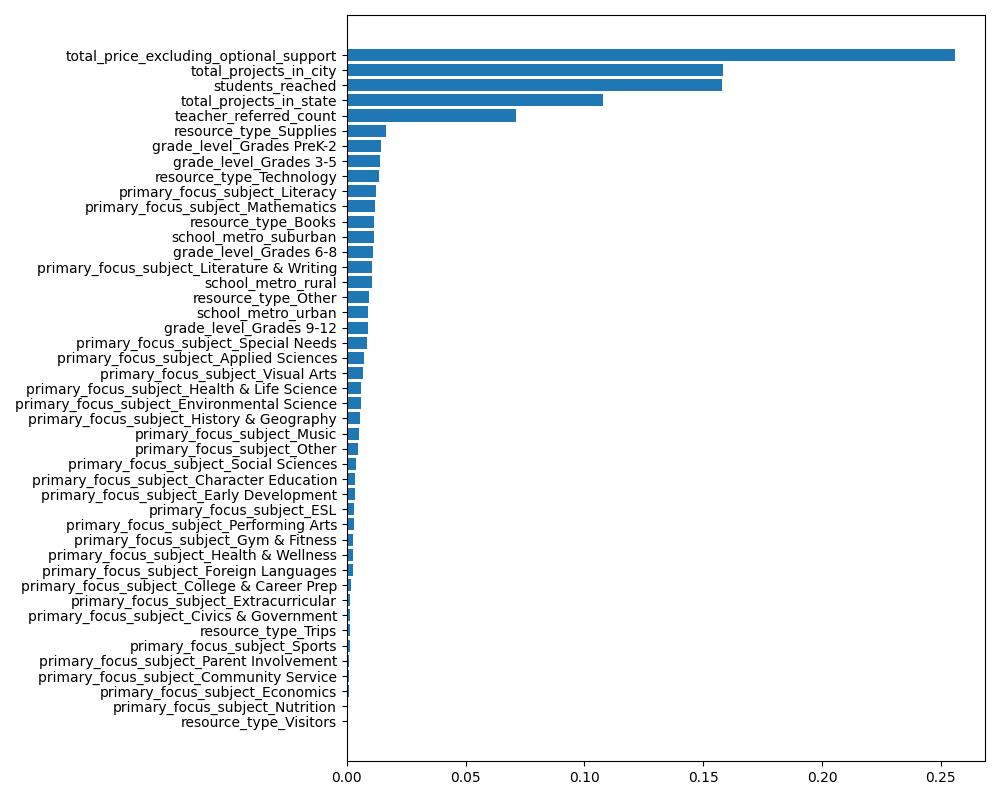 total_price_excluding_optional_support
total_projects_in_city
students_reached
total_projects_in_state
teacher_referred_count
resource_type_Supplies
grade_level_Grades PreK-2
grade_level_Grades 3-5
resource_type_Technology
primary_focus_subject_Literacy
primary_focus_subject_Mathematics
resource_type_Books
school_metro_suburban
grade_level_Grades 6-8
primary_focus_subject_Literature & Writing
school_metro_rural
resource_type_Other
school_metro_urban
grade_level_Grades 9-12
primary_focus_subject_Special Needs
primary_focus_subject_Applied Sciences
primary_focus_subject_Visual Arts
primary_focus_subject_Health & Life Science
primary_focus_subject_Environmental Science
primary_focus_subject_History & Geography
primary_focus_subject_Music
primary_focus_subject_Other
primary_focus_subject_Social Sciences
primary_focus_subject_Character Education
primary_focus_subject_Early Development
primary_focus_subject_ESL
primary_focus_subject_Performing Arts
primary_focus_subject_Gym & Fitness
primary_focus_subject_Health & Wellness
primary_focus_subject_Foreign Languages
primary_focus_subject_College & Career Prep
primary_focus_subject_Extracurricular
primary_focus_subject_Civics & Government
resource_type_Trips
primary_focus_subject_Sports
primary_focus_subject_Parent Involvement
primary_focus_subject_Community Service
primary_focus_subject_Economics
primary_focus_subject_Nutrition
resource_type_Visitors
0.00 0.05 0.10 0.15 0.20 0.25